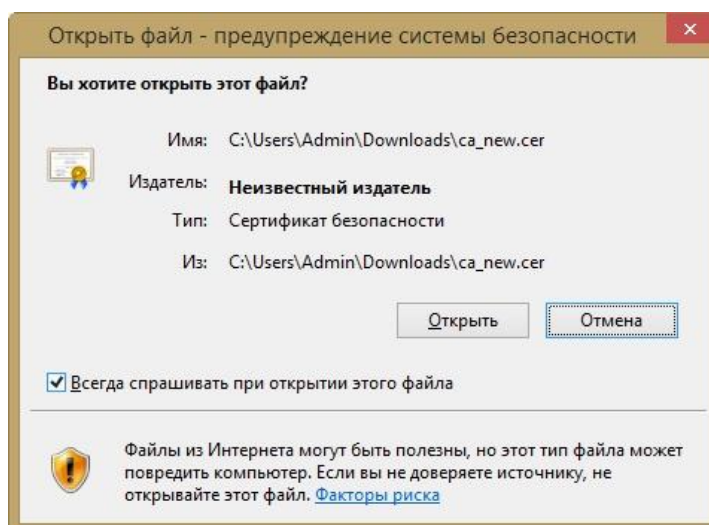 Открыть файл - предупреждение системы безопасности
Вы хотите открыть этот файл?
Имя: C:\Users\Admin\Downloads\ca_new.cer
Издатель: Неизвестный издатель
Тип: Сертификат безопасности
Из: C:\Users\Admin\Downloads\ca_new.cer
Открыть Отмена
Всегда спрашивать при открытии этого файла
Файлы из Интернета могут быть полезны, но этот тип файла может
повредить компьютер. Если вы не доверяете источнику, не
открывайте этот файл. Факторы риска